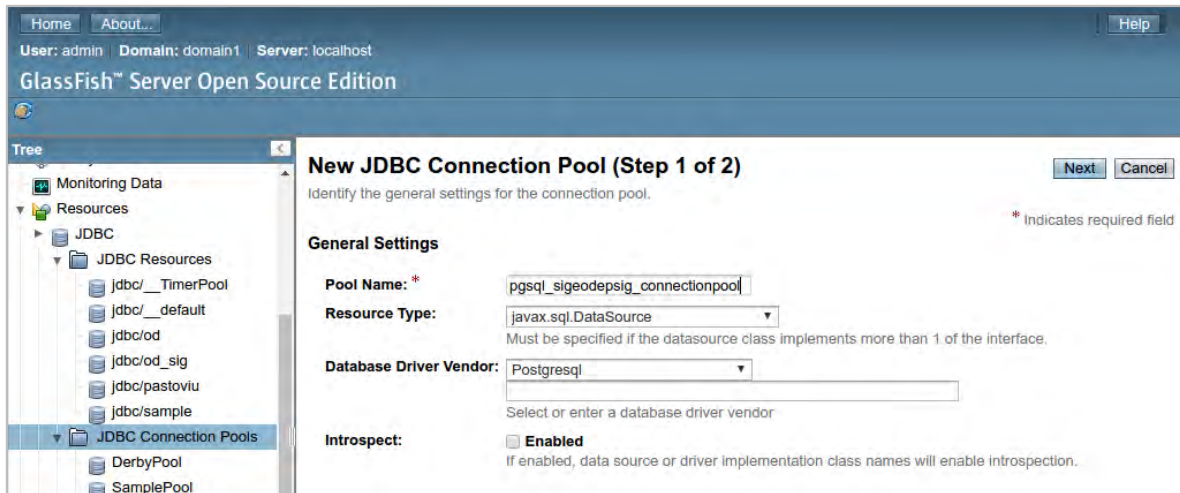 Home About... Help
User: admin Domain: domain1 Server: localhost
GlassFish™ Server Open Source Edition
Tree
Monitoring Data
Resources
JDBC
JDBC Resources
jdbc/__TimerPool
jdbc/__default
jdbc/od
jdbc/od_sig
jdbc/pastoviu
jdbc/sample
JDBC Connection Pools
DerbyPool
SamplePool
New JDBC Connection Pool (Step 1 of 2)
Next Cancel
Identify the general settings for the connection pool.
* Indicates required field
General Settings
Pool Name: * pgsql_sigeodepsig_connectionpool
Resource Type: javax.sql.DataSource
Must be specified if the datasource class implements more than 1 of the interface.
Database Driver Vendor: Postgresql
Select or enter a database driver vendor
Introspect: Enabled
If enabled, data source or driver implementation class names will enable introspection.